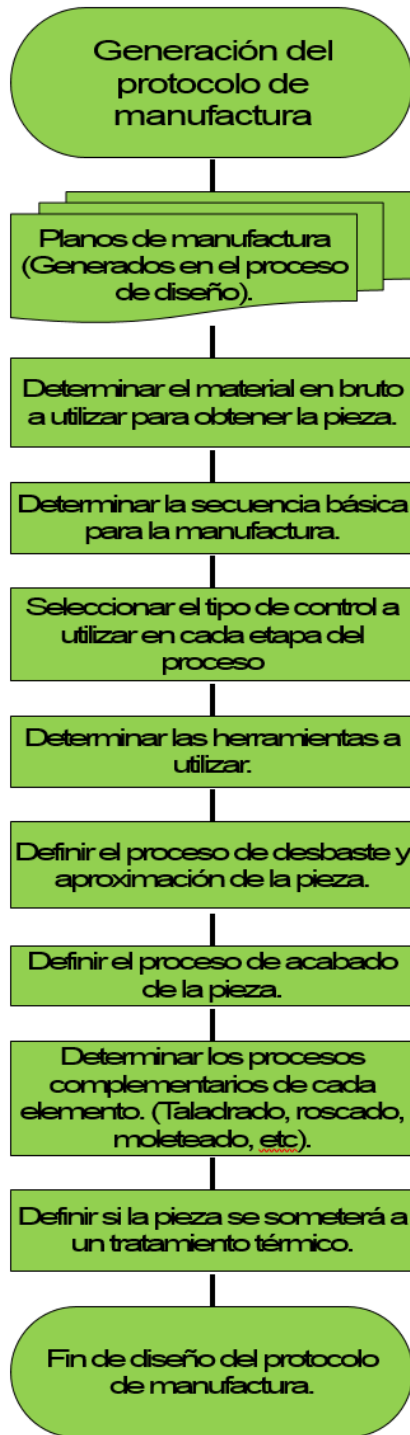 Generación del
protocolo de
manufactura
Planos de manufactura
(Generados en el proceso
de diseño).
Determinar el material en bruto
a utilizar para obtener la pieza.
Determinar la secuencia básica
para la manufactura.
Seleccionar el tipo de control a
utilizar en cada etapa del
proceso
Determinar las herramientas a
utilizar.
Definir el proceso de desbaste y
aproximación de la pieza.
Definir el proceso de acabado
de la pieza.
Determinar los procesos
complementarios de cada
elemento. (Taladrado, roscado,
moleteado, etc).
Definir si la pieza se someterá a
un tratamiento térmico.
Fin de diseño del protocolo
de manufactura.